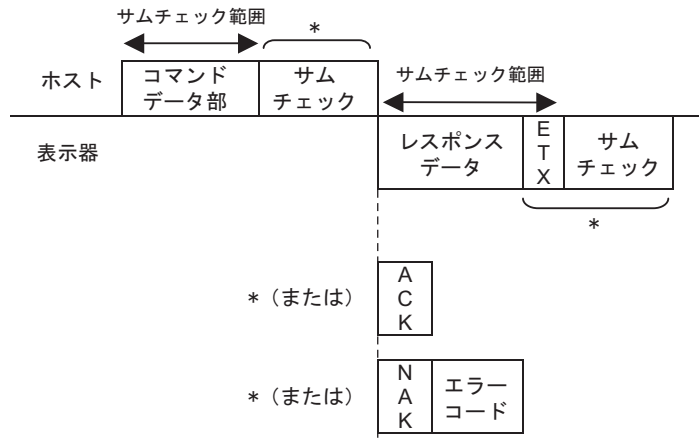 サムチェック範囲
*
ホスト
コマンド
データ部
サム
チェック
サムチェック範囲
表示器
レスポンス
データ
E
T
X
サム
チェック
*
*（または）
A
C
K
*（または）
N
A
K
エラー
コード